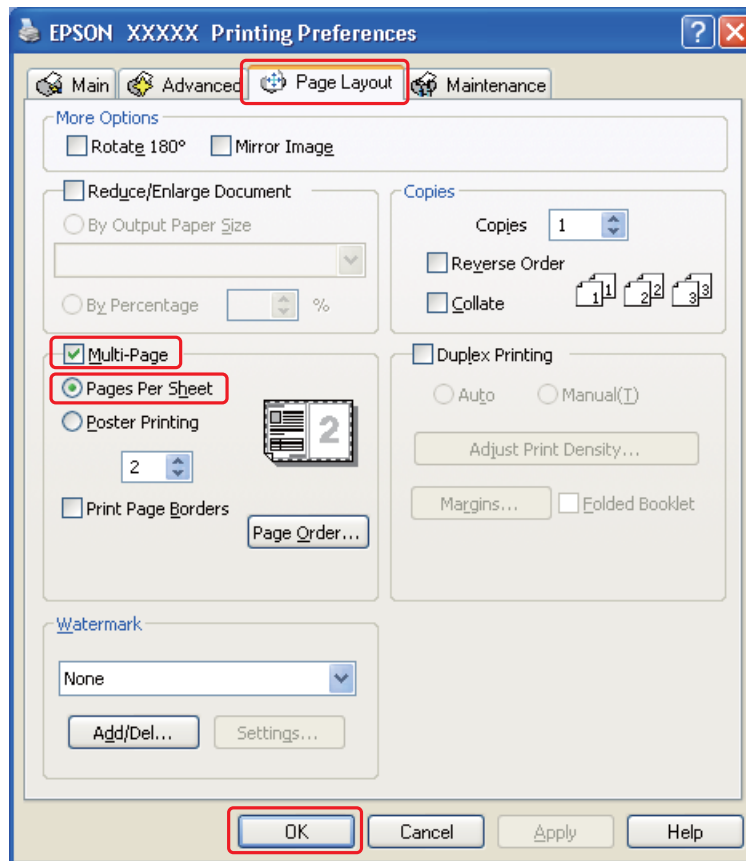 EPSON XXXXX Printing Preferences
Main
Advanced
Page Layout
Maintenance
More Options
Rotate 180°
Mirror Image
Reduce/Enlarge Document
By Output Paper Size
By Percentage
%
Copies
Copies
1
Reverse Order
Collate
1 1 2 2 3 3
Multi-Page
Pages Per Sheet
Poster Printing
2
2
Print Page Borders
Page Order...
Duplex Printing
Auto
Manual(T)
Adjust Print Density...
Margins...
Folded Booklet
Watermark
None
Add/Del...
Settings...
OK
Cancel
Apply
Help